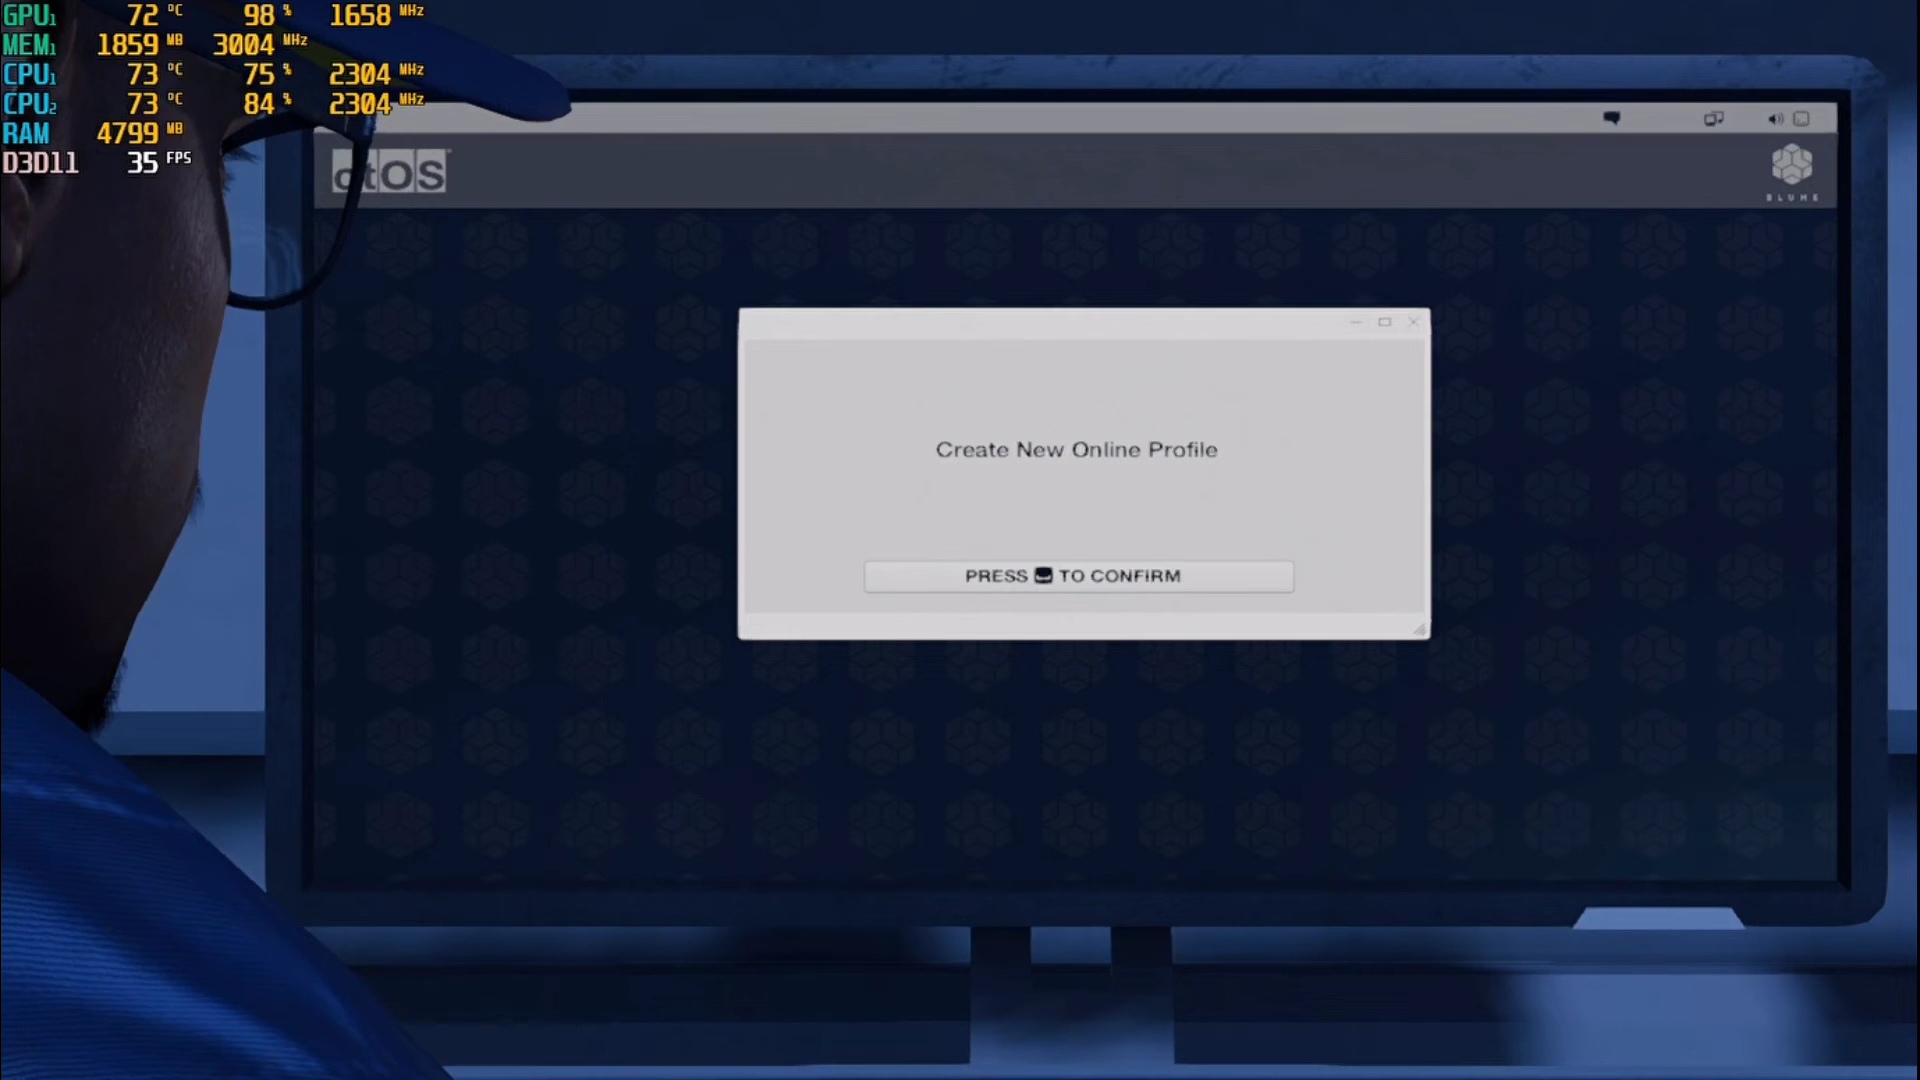 GPU1 72 °C 98 % 1658 MHz
MEM1 1859 MB 3004 MHz
CPU1 73 °C 75 % 2304 MHz
CPU2 73 °C 84 % 2304 MHz
RAM 4799 MB
D3D11 35 FPS
ctOS
BLUME
Create New Online Profile
PRESS TO CONFIRM